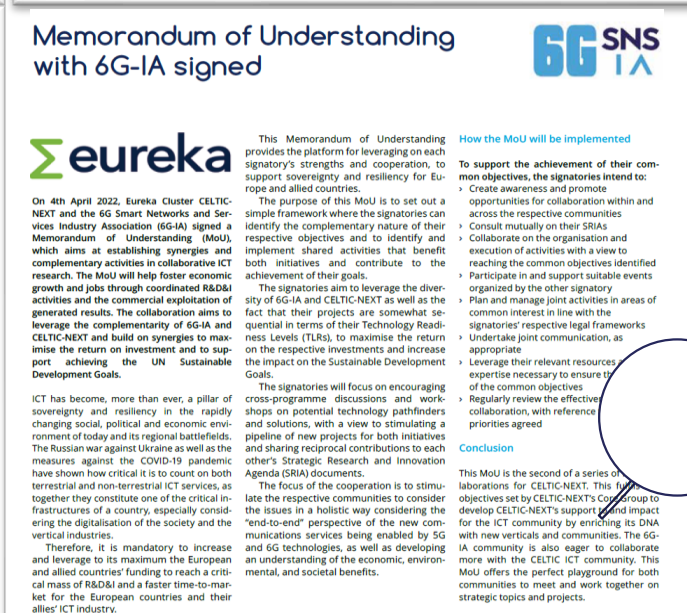 Memorandum of Understanding
with 6G-IA signed
6G SNS
IA
eureka
On 4th April 2022, Eureka Cluster CELTIC-
NEXT and the 6G Smart Networks and Ser-
vices Industry Association (6G-IA) signed a
Memorandum of Understanding (MoU),
which aims at establishing synergies and
complementary activities in collaborative ICT
research. The MoU will help foster economic
growth and jobs through coordinated R&D&I
activities and the commercial exploitation of
generated results. The collaboration aims to
leverage the complementarity of 6G-IA and
CELTIC-NEXT and build on synergies to max-
imise the return on investment and to sup-
port achieving the UN Sustainable
Development Goals.
ICT has become, more than ever, a pillar of
sovereignty and resiliency in the rapidly
changing social, political and economic envi-
ronment of today and its regional battlefields.
The Russian war against Ukraine as well as the
measures against the COVID-19 pandemic
have shown how critical it is to count on both
terrestrial and non-terrestrial ICT services, as
together they constitute one of the critical in-
frastructures of a country, especially consid-
ering the digitalisation of the society and the
vertical industries.
Therefore, it is mandatory to increase
and leverage to its maximum the European
and allied countries' funding to reach a criti-
cal mass of R&D&I and a faster time-to-mar-
ket for the European countries and their
allies' ICT industry.
This Memorandum of Understanding
provides the platform for leveraging on each
signatory's strengths and cooperation, to
support sovereignty and resiliency for Eu-
rope and allied countries.
The purpose of this MoU is to set out a
simple framework where the signatories can
identify the complementary nature of their
respective objectives and to identify and
implement shared activities that benefit
both initiatives and contribute to the
achievement of their goals.
The signatories aim to leverage the diver-
sity of 6G-IA and CELTIC-NEXT as well as the
fact that their projects are somewhat se-
quential in terms of their Technology Readi-
ness Levels (TLRs), to maximise the return
on the respective investments and increase
the impact on the Sustainable Development
Goals.
The signatories will focus on encouraging
cross-programme discussions and work-
shops on potential technology pathfinders
and solutions, with a view to stimulating a
pipeline of new projects for both initiatives
and sharing reciprocal contributions to each
other's Strategic Research and Innovation
Agenda (SRIA) documents.
The focus of the cooperation is to stimu-
late the respective communities to consider
the issues in a holistic way considering the
"end-to-end" perspective of the new com-
munications services being enabled by 5G
and 6G technologies, as well as developing
an understanding of the economic, environ-
mental, and societal benefits.
How the MoU will be implemented
To support the achievement of their com-
mon objectives, the signatories intend to:
› Create awareness and promote
opportunities for collaboration within and
across the respective communities
› Consult mutually on their SRIAs
› Collaborate on the organisation and
execution of activities with a view to
reaching the common objectives identified
› Participate in and support suitable events
organized by the other signatory
› Plan and manage joint activities in areas of
common interest in line with the
signatories' respective legal frameworks
› Undertake joint communication, as
appropriate
› Leverage their relevant resources
expertise necessary to ensure
of the common objectives
› Regularly review the
collaboration, with reference
priorities agreed
Conclusion
This MoU is the second of a series of
laborations for CELTIC-NEXT. This
objectives set by CELTIC-NEXT's Group to
develop CELTIC-NEXT's support and impact
for the ICT community by enriching its DNA
with new verticals and communities. The 6G-
IA community is also eager to collaborate
more with the CELTIC ICT community. This
MoU offers the perfect playground for both
communities to meet and work together on
strategic topics and projects.